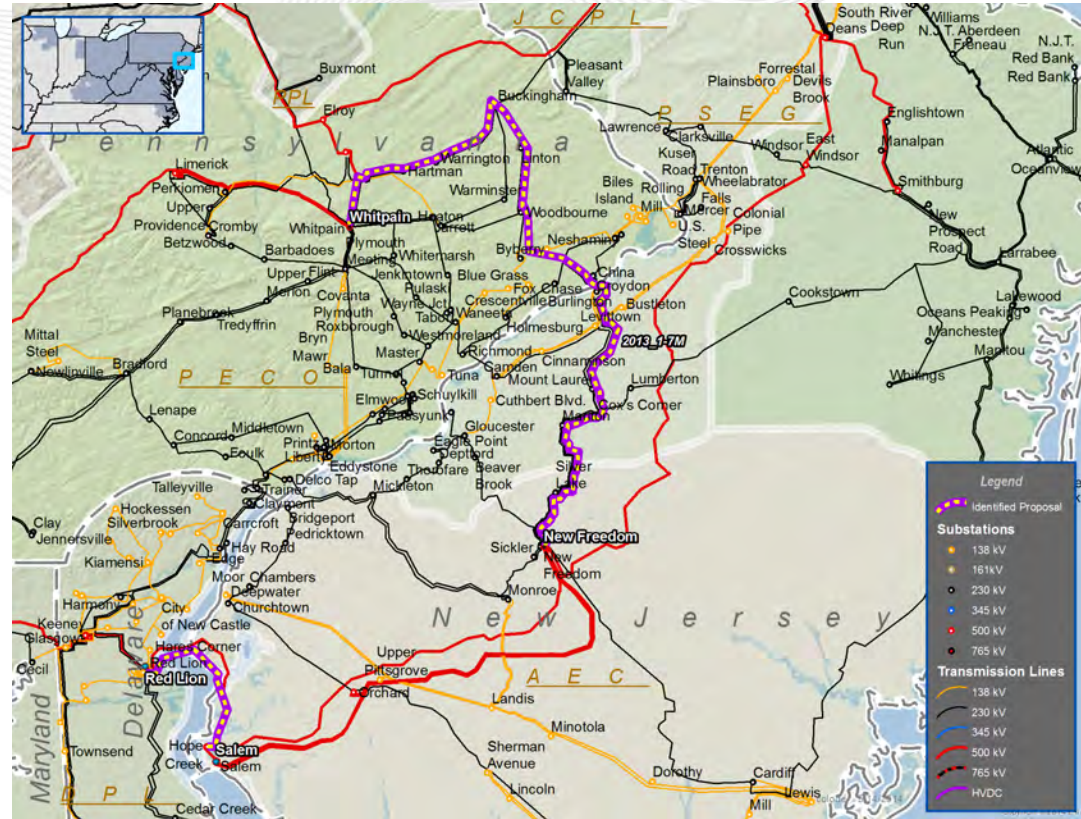 J C P L
South River
Deans Deep
Run
Williams
N.J.T. Aberdeen
Freneau
N.J.T.
Red Bank
Red Bank
Pleasant
Valley
Buxmont
Forrestal
Plainsboro
Devils
Brook
Buckingham
PPL
Elroy
P S E G
Englishtown
Pennsylvania
Lawrence
Clarksville
Manalpan
Kuser
Road
Trenton
Windsor
East
Windsor
Atlantic
Oceanview
Limerick
Warrington
Linton
Hartman
Warminster
Wheelabrator
Falls
Biles
Island
Rolling
Mill
Mercer
U.S.
Steel
Colonial
Pipe
Crosswicks
Smithburg
Perkiomen
Upper
Providence
Cromby
Betzwood
Whitpain
Whitpain
Heaton
Jarrett
Woodbourne
New
Prospect
Road
Larrabee
Barbadoes
Plymouth
Meeting
Whitemarsh
Byberry
Neshaminy
Upper
Merion
Flint
Jenkintown
Pulaski
Blue Grass
Fox Chase
China
Croydon
Burlington
Bustleton
Cookstown
Lakewood
Oceans Peaking
Manchester
Manitou
Whitings
Covanta
Plymouth
Roxborough
Wayne Jct.
Tabor
Waneeta
Crescentville
Holmesburg
Levittown
2013_1-7M
Planebrook
Tredyffrin
Bryn
Mawr
Westmoreland
Master
Richmond
Camden
Cinnaminson
Mittal
Steel
Newlinville
Bradford
P E C O
Bala
Tunn
Tuna
Mount Laurel
Lumberton
Schuylkill
Elmwood
Passyunk
Cuthbert Blvd.
Cox's Corner
Marlton
Lenape
Middletown
Concord
Foulk
Printz
Morton
Liberty
Eddystone
Gloucester
Eagle Point
Deptford
Thorofare
Beaver
Brook
Silver
Lake
Delco Tap
Mickleton
Trainer
Claymont
Talleyville
Hockessen
Silverbrook
Carrcroft
Bridgeport
Pedricktown
Clay
Jennersville
Hay Road
Edge
Kiamensi
New Freedom
Sickler
New
Freedom
Moor Chambers
Deepwater
Churchtown
Monroe
Harmony
City
of New Castle
Keeney
Glasgow
Cecil
Hares Corner
Red Lion
Red Lion
New Jersey
Upper
Pittsgrove
Orchard
A E C
Landis
Maryland
Delaware
Hope
Creek
Salem
Salem
Minotola
Townsend
Sherman
Avenue
Lincoln
Dorothy
Cardiff
Mill
Lewis
D P L
Cedar Creek
Legend
Identified Proposal
Substations
138 kV
161kV
230 kV
345 kV
500 kV
765 kV
Transmission Lines
138 kV
230 kV
345 kV
500 kV
765 kV
HVDC